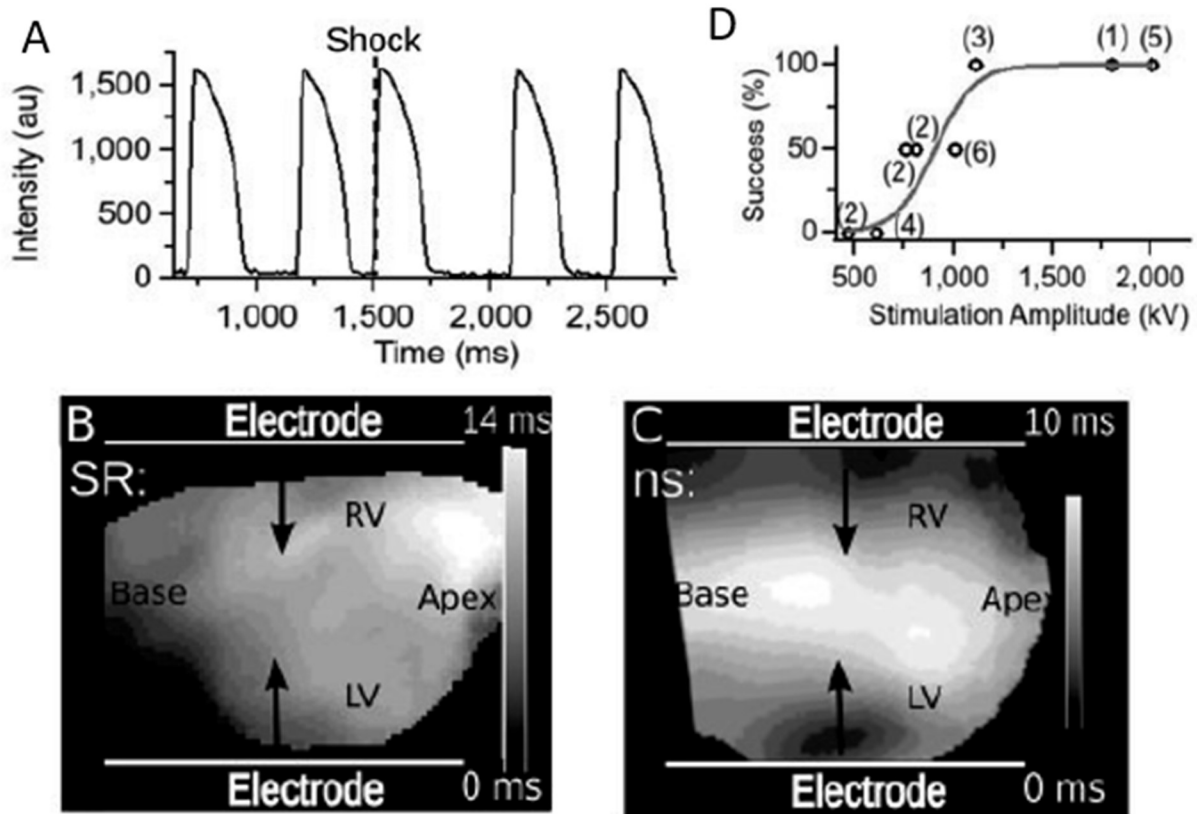 A
Shock
Intensity (au)
1,500
1,000
500
0
1,000 1,500 2,000 2,500
Time (ms)
D
Success (%)
100
50
0
(3) (1) (5)
(2)
(2) (6)
(2) (4)
500 1,000 1,500 2,000
Stimulation Amplitude (kV)
B Electrode 14 ms
SR:
RV
Base Apex
LV
Electrode 0 ms
C Electrode 10 ms
ns:
RV
Base Apex
LV
Electrode 0 ms